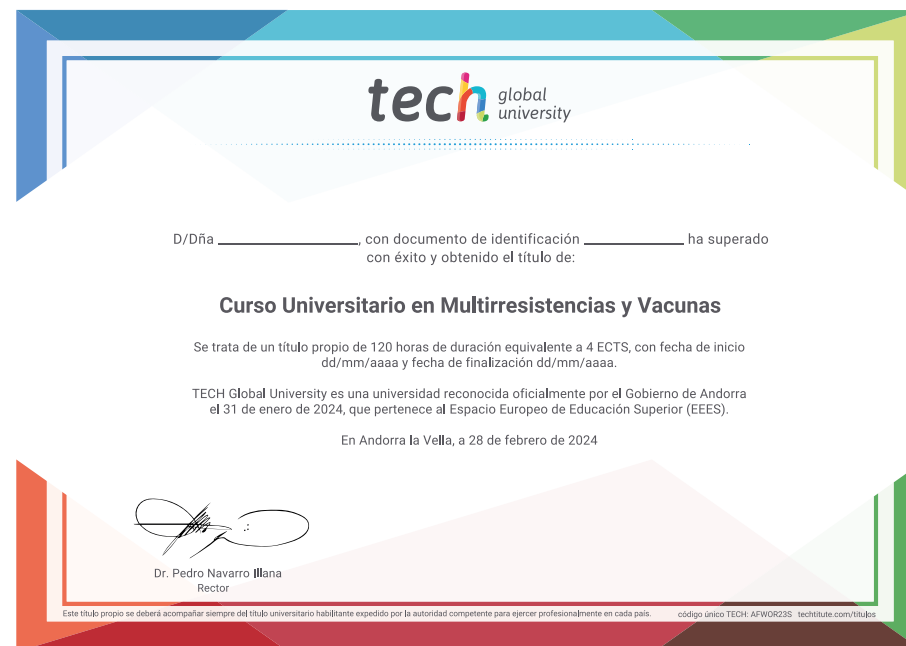 tech global university
D/Dña ______________, con documento de identificación __________ ha superado
con éxito y obtenido el título de:
Curso Universitario en Multirresistencias y Vacunas
Se trata de un título propio de 120 horas de duración equivalente a 4 ECTS, con fecha de inicio
dd/mm/aaaa y fecha de finalización dd/mm/aaaa.
TECH Global University es una universidad reconocida oficialmente por el Gobierno de Andorra
el 31 de enero de 2024, que pertenece al Espacio Europeo de Educación Superior (EEES).
En Andorra la Vella, a 28 de febrero de 2024
Dr. Pedro Navarro Illana
Rector
Este título propio se deberá acompañar siempre del título universitario habilitante expedido por la autoridad competente para ejercer profesionalmente en cada país.
código único TECH: AFWOR23S techtitute.com/titulos